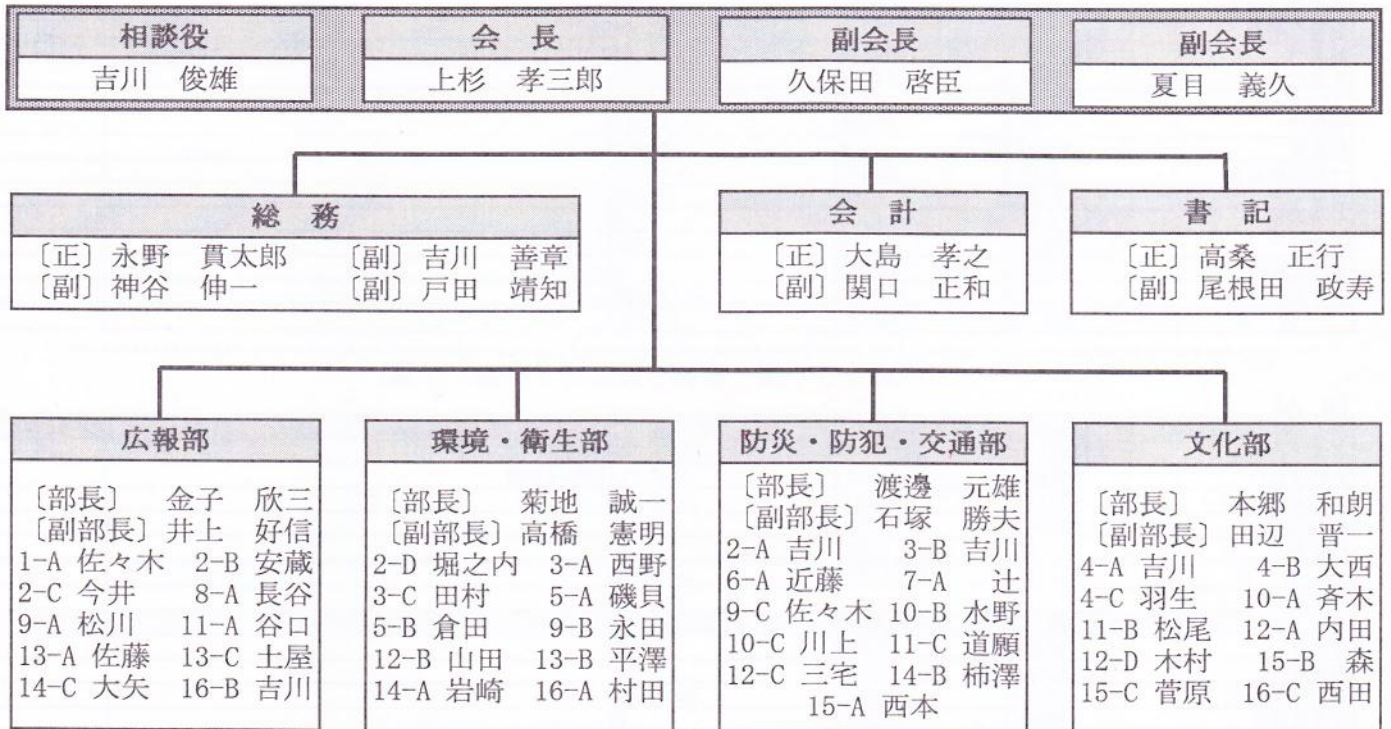 相談役 会 長 副会長 副会長
吉川 俊雄 上杉 孝三郎 久保田 啓臣 夏目 義久
総 務
〔正〕永野 貫太郎 〔副〕吉川 善章
〔副〕神谷 伸一 〔副〕戸田 靖知
会 計
〔正〕大島 孝之
〔副〕関口 正和
書 記
〔正〕高桑 正行
〔副〕尾根田 政寿
広報部
〔部長〕 金子 欣三
〔副部長〕井上 好信
1-A 佐々木 2-B 安蔵
2-C 今井 8-A 長谷
9-A 松川 11-A 谷口
13-A 佐藤 13-C 土屋
14-C 大矢 16-B 吉川
環境・衛生部
〔部長〕 菊地 誠一
〔副部長〕高橋 憲明
2-D 堀之内 3-A 西野
3-C 田村 5-A 磯貝
5-B 倉田 9-B 永田
12-B 山田 13-B 平澤
14-A 岩崎 16-A 村田
防災・防犯・交通部
〔部長〕 渡邊 元雄
〔副部長〕石塚 勝夫
2-A 吉川 3-B 吉川
6-A 近藤 7-A 辻
9-C 佐々木 10-B 水野
10-C 川上 11-C 道願
12-C 三宅 14-B 柿澤
15-A 西本
文化部
〔部長〕 本郷 和朗
〔副部長〕田辺 晋一
4-A 吉川 4-B 大西
4-C 羽生 10-A 斉木
11-B 松尾 12-A 内田
12-D 木村 15-B 森
15-C 菅原 16-C 西田